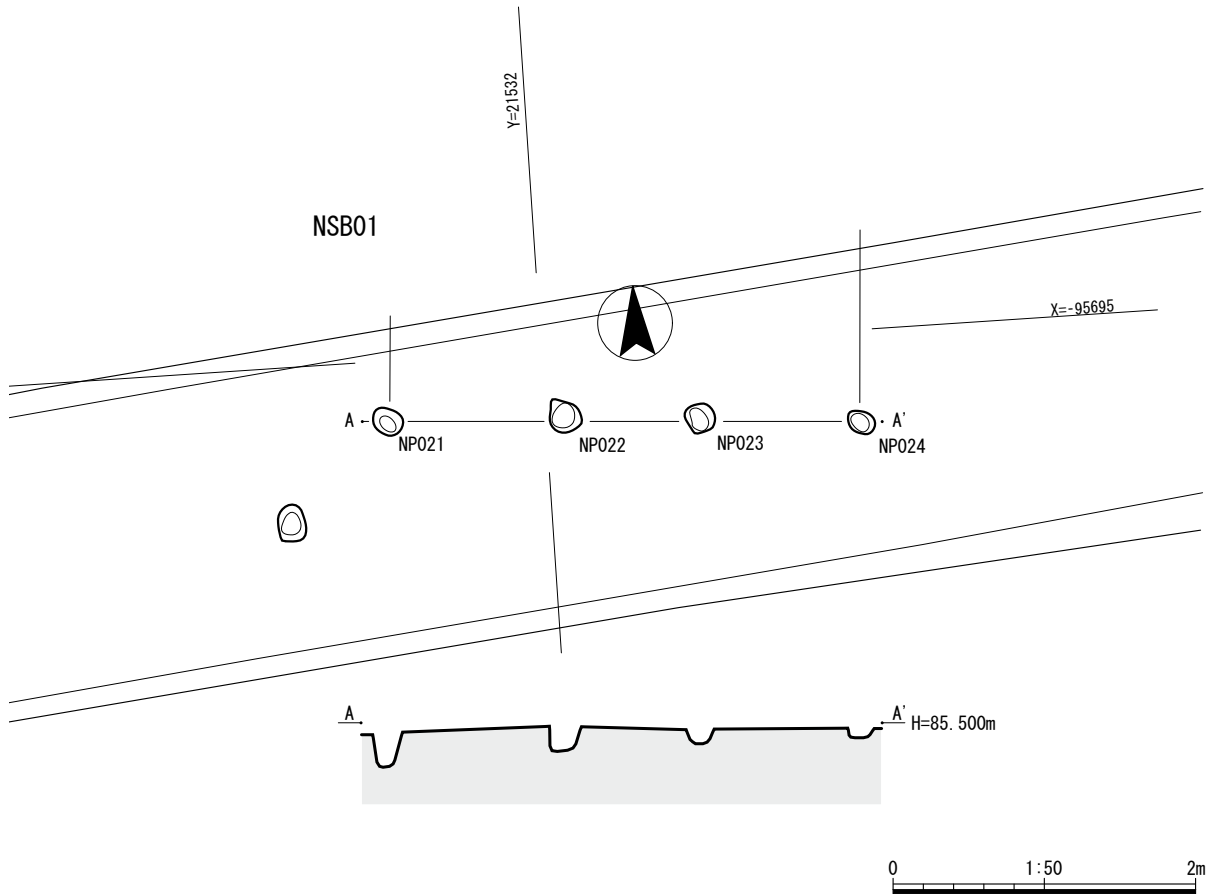 Y=21532
NSB01
X=-95695
A
A'
NP021
NP022
NP023
NP024
A
A'
H=85.500m
0
1:50
2m